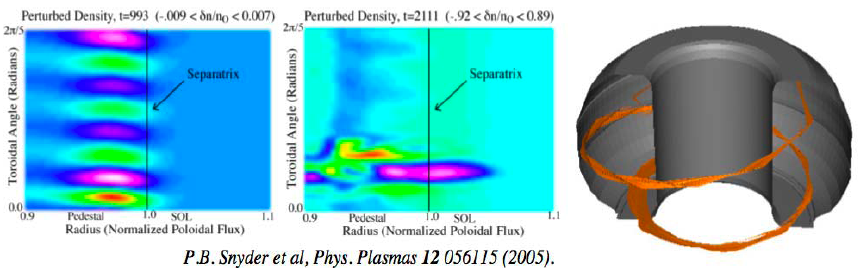 Perturbed Density, t=993 (-.009 < δn/n₀ < 0.007)
2π/5
Toroidal Angle (Radians)
Separatrix
0.0
0.9
Pedestal
1.0
SOL
1.1
Radius (Normalized Poloidal Flux)
Perturbed Density, t=2111 (-.92 < δn/n₀ < 0.89)
2π/5
Toroidal Angle (Radians)
Separatrix
0.0
0.9
Pedestal
1.0
SOL
1.1
Radius (Normalized Poloidal Flux)
P.B. Snyder et al, Phys. Plasmas 12 056115 (2005).